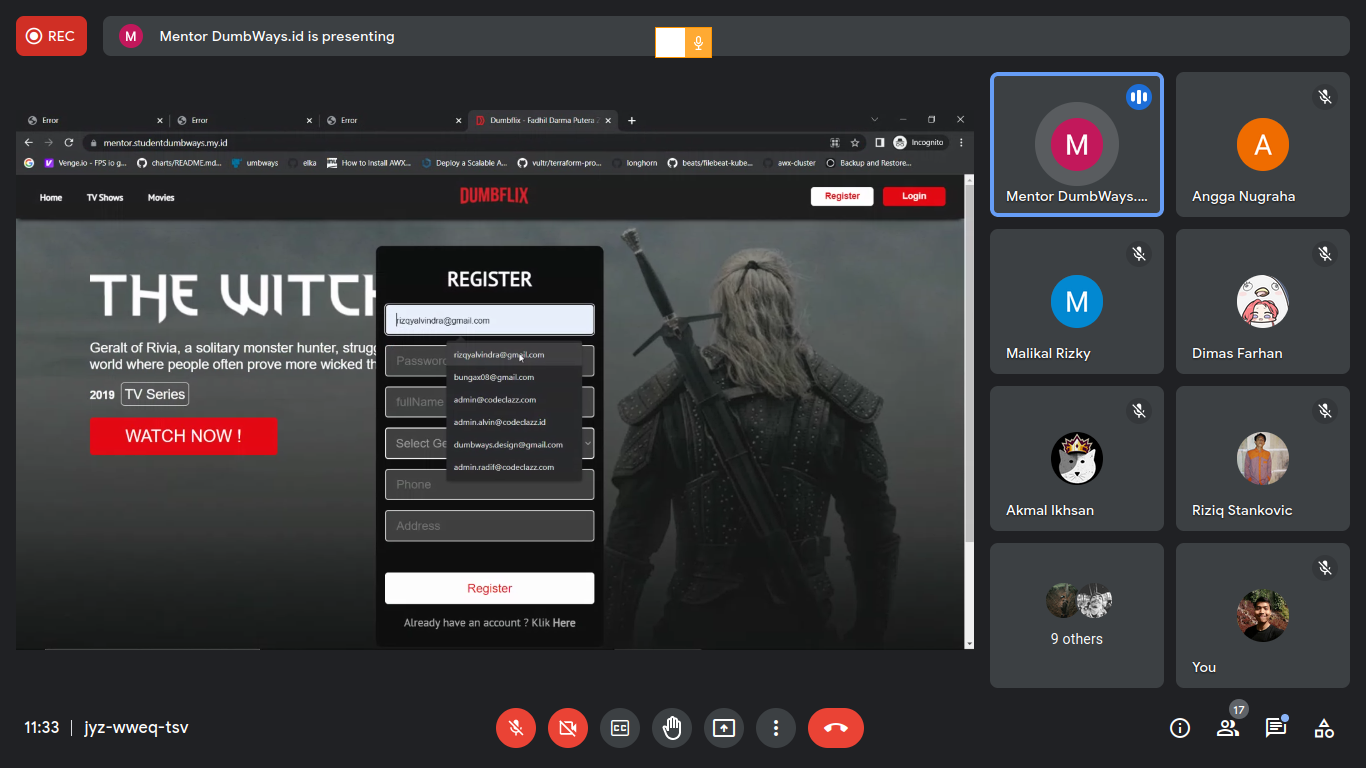 REC
M
Mentor DumbWays.id is presenting
Error
Error
Error
Dumbflix - Fadhil Darma Putera
mentor.studentdumbways.my.id
Incognito
Venge.io - FPS io g...
charts/README.md...
umbways
elka
How to Install AWX...
Deploy a Scalable A...
vultr/terraform-pro...
longhorn
beats/filebeat-kube...
awx-cluster
Backup and Restore...
Home
TV Shows
Movies
DUMBFLIX
Register
Login
THE WITCH
Geralt of Rivia, a solitary monster hunter, strugg
world where people often prove more wicked th
2019
TV Series
WATCH NOW !
REGISTER
rizqyalvindra@gmail.com
rizqyalvindra@gmail.com
bungax08@gmail.com
admin@codeclazz.com
admin.alvin@codeclazz.id
dumbways.design@gmail.com
admin.radif@codeclazz.com
Password
fullName
Select Ge
Phone
Address
Register
Already have an account ? Klik Here
M
Mentor DumbWays....
A
Angga Nugraha
M
Malikal Rizky
Dimas Farhan
Akmal Ikhsan
Riziq Stankovic
9 others
You
11:33
jyz-wweq-tsv
CC
17